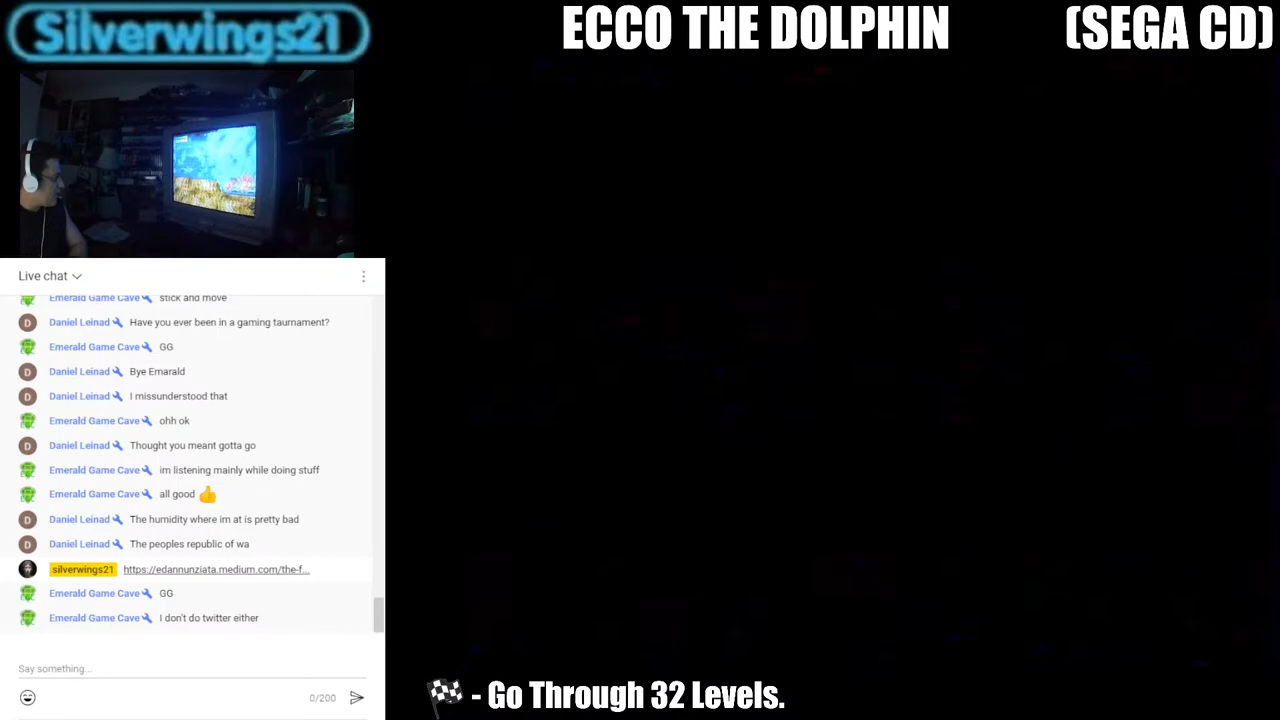 Silverwings21
ECCO THE DOLPHIN (SEGA CD)
Live chat
Emerald Game Cave stick and move
Daniel Leinad Have you ever been in a gaming taurnament?
Emerald Game Cave GG
Daniel Leinad Bye Emarald
Daniel Leinad I missunderstood that
Emerald Game Cave ohh ok
Daniel Leinad Thought you meant gotta go
Emerald Game Cave im listening mainly while doing stuff
Emerald Game Cave all good 👍
Daniel Leinad The humidity where im at is pretty bad
Daniel Leinad The peoples republic of wa
silverwings21 https://edannunziata.medium.com/the-f...
Emerald Game Cave GG
Emerald Game Cave I don't do twitter either
Say something...
0/200
- Go Through 32 Levels.